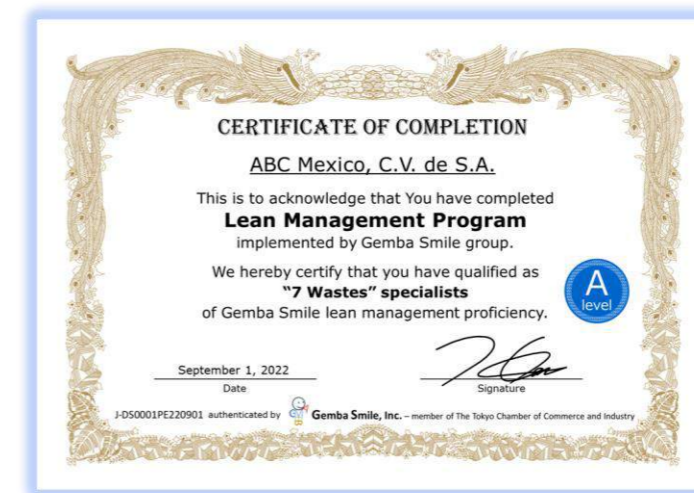 CERTIFICATE OF COMPLETION
ABC Mexico, C.V. de S.A.
This is to acknowledge that You have completed
Lean Management Program
implemented by Gemba Smile group.
We hereby certify that you have qualified as
“7 Wastes” specialists
of Gemba Smile lean management proficiency.
A
level
September 1, 2022
Date
Signature
J-DS0001PE220901 authenticated by Gemba Smile, Inc. – member of The Tokyo Chamber of Commerce and Industry